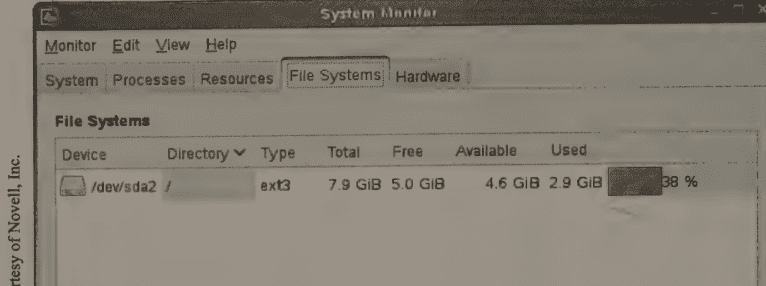 System Monitor
Monitor Edit View Help
System Processes Resources File Systems Hardware
File Systems
Device Directory Type Total Free Available Used
/dev/sda2 / ext3 7.9 GiB 5.0 GiB 4.6 GiB 2.9 GiB 38 %
rtesy of Novell, Inc.